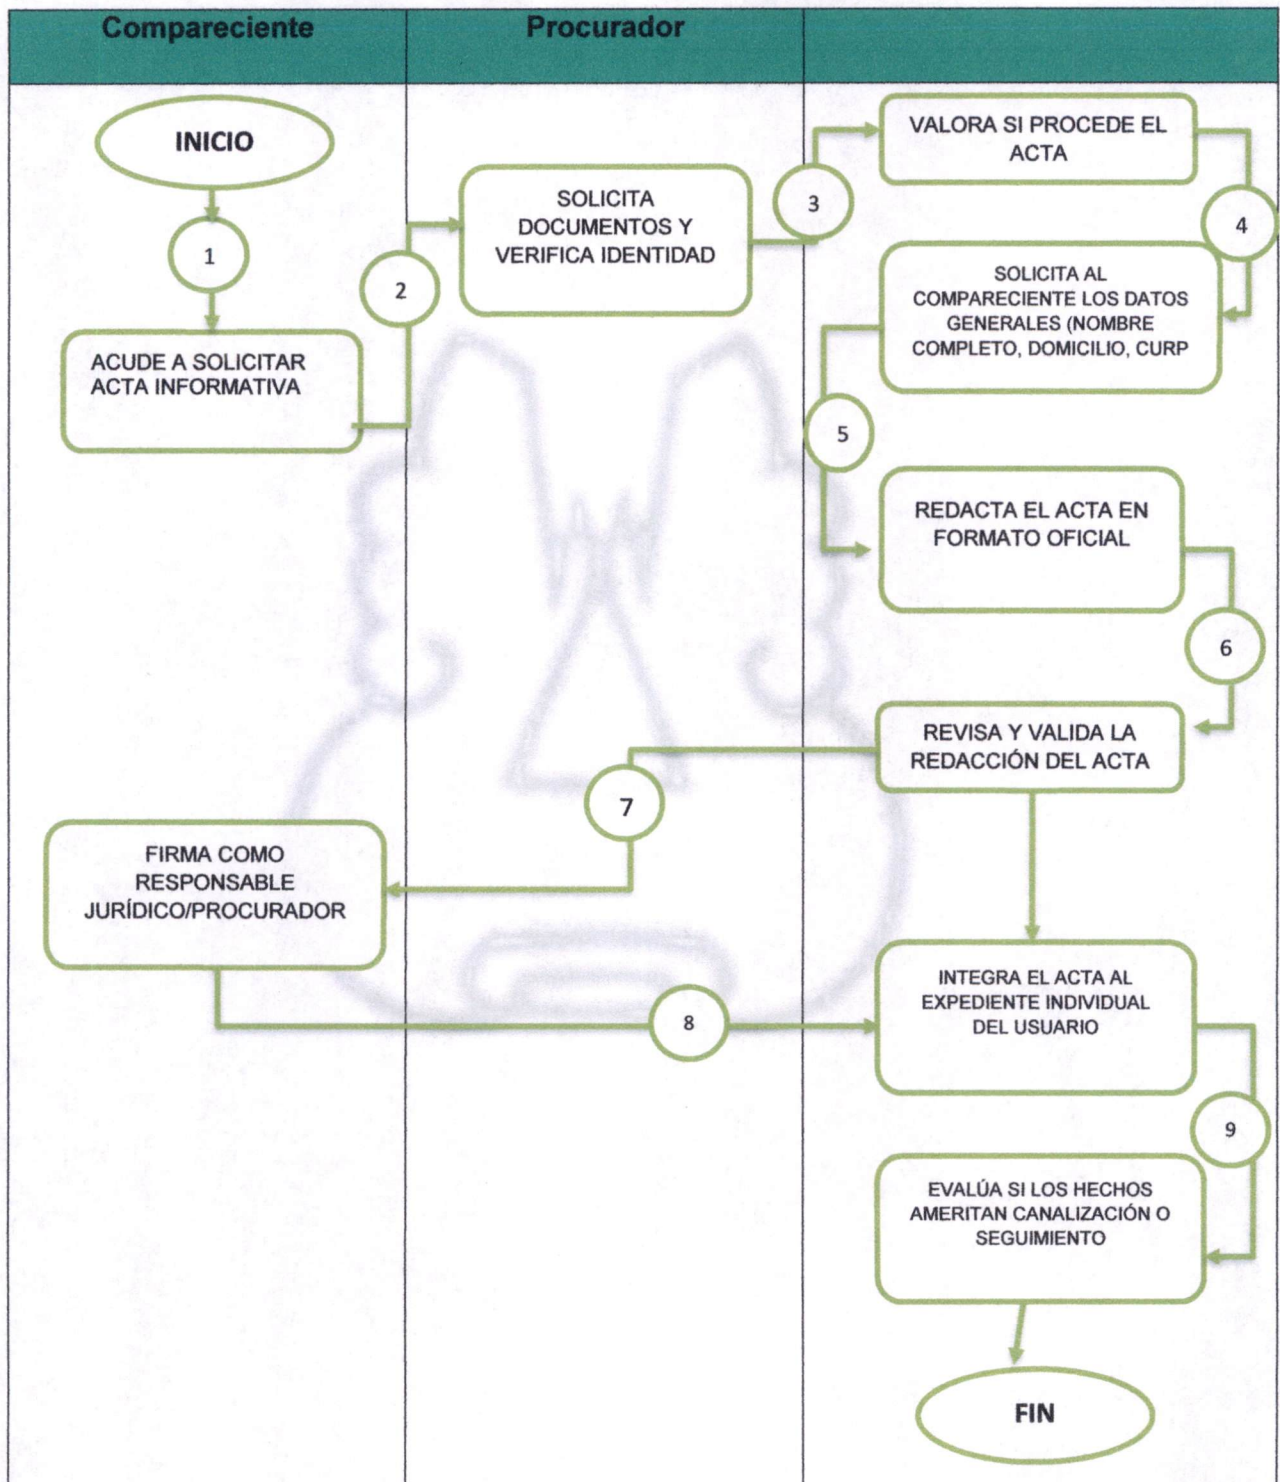 Compareciente
Procurador
INICIO
1
ACUDE A SOLICITAR
ACTA INFORMATIVA
2
SOLICITA
DOCUMENTOS Y
VERIFICA IDENTIDAD
3
VALORA SI PROCEDE EL
ACTA
4
SOLICITA AL
COMPARECIENTE LOS DATOS
GENERALES (NOMBRE
COMPLETO, DOMICILIO, CURP
5
REDACTA EL ACTA EN
FORMATO OFICIAL
6
REVISA Y VALIDA LA
REDACCIÓN DEL ACTA
7
FIRMA COMO
RESPONSABLE
JURÍDICO/PROCURADOR
8
INTEGRA EL ACTA AL
EXPEDIENTE INDIVIDUAL
DEL USUARIO
9
EVALÚA SI LOS HECHOS
AMERITAN CANALIZACIÓN O
SEGUIMIENTO
FIN